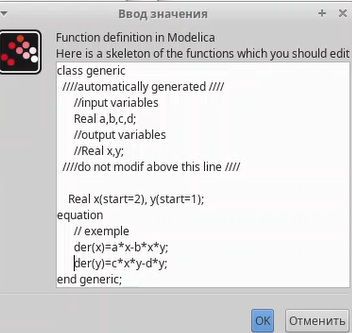 Ввод значения
Function definition in Modelica
Here is a skeleton of the functions which you should edit
class generic
////automatically generated ////
//input variables
Real a,b,c,d;
//output variables
//Real x,y;
////do not modif above this line ////
Real x(start=2), y(start=1);
equation
// exemple
der(x)=a*x-b*x*y;
der(y)=c*x*y-d*y;
end generic;
OK Отменить